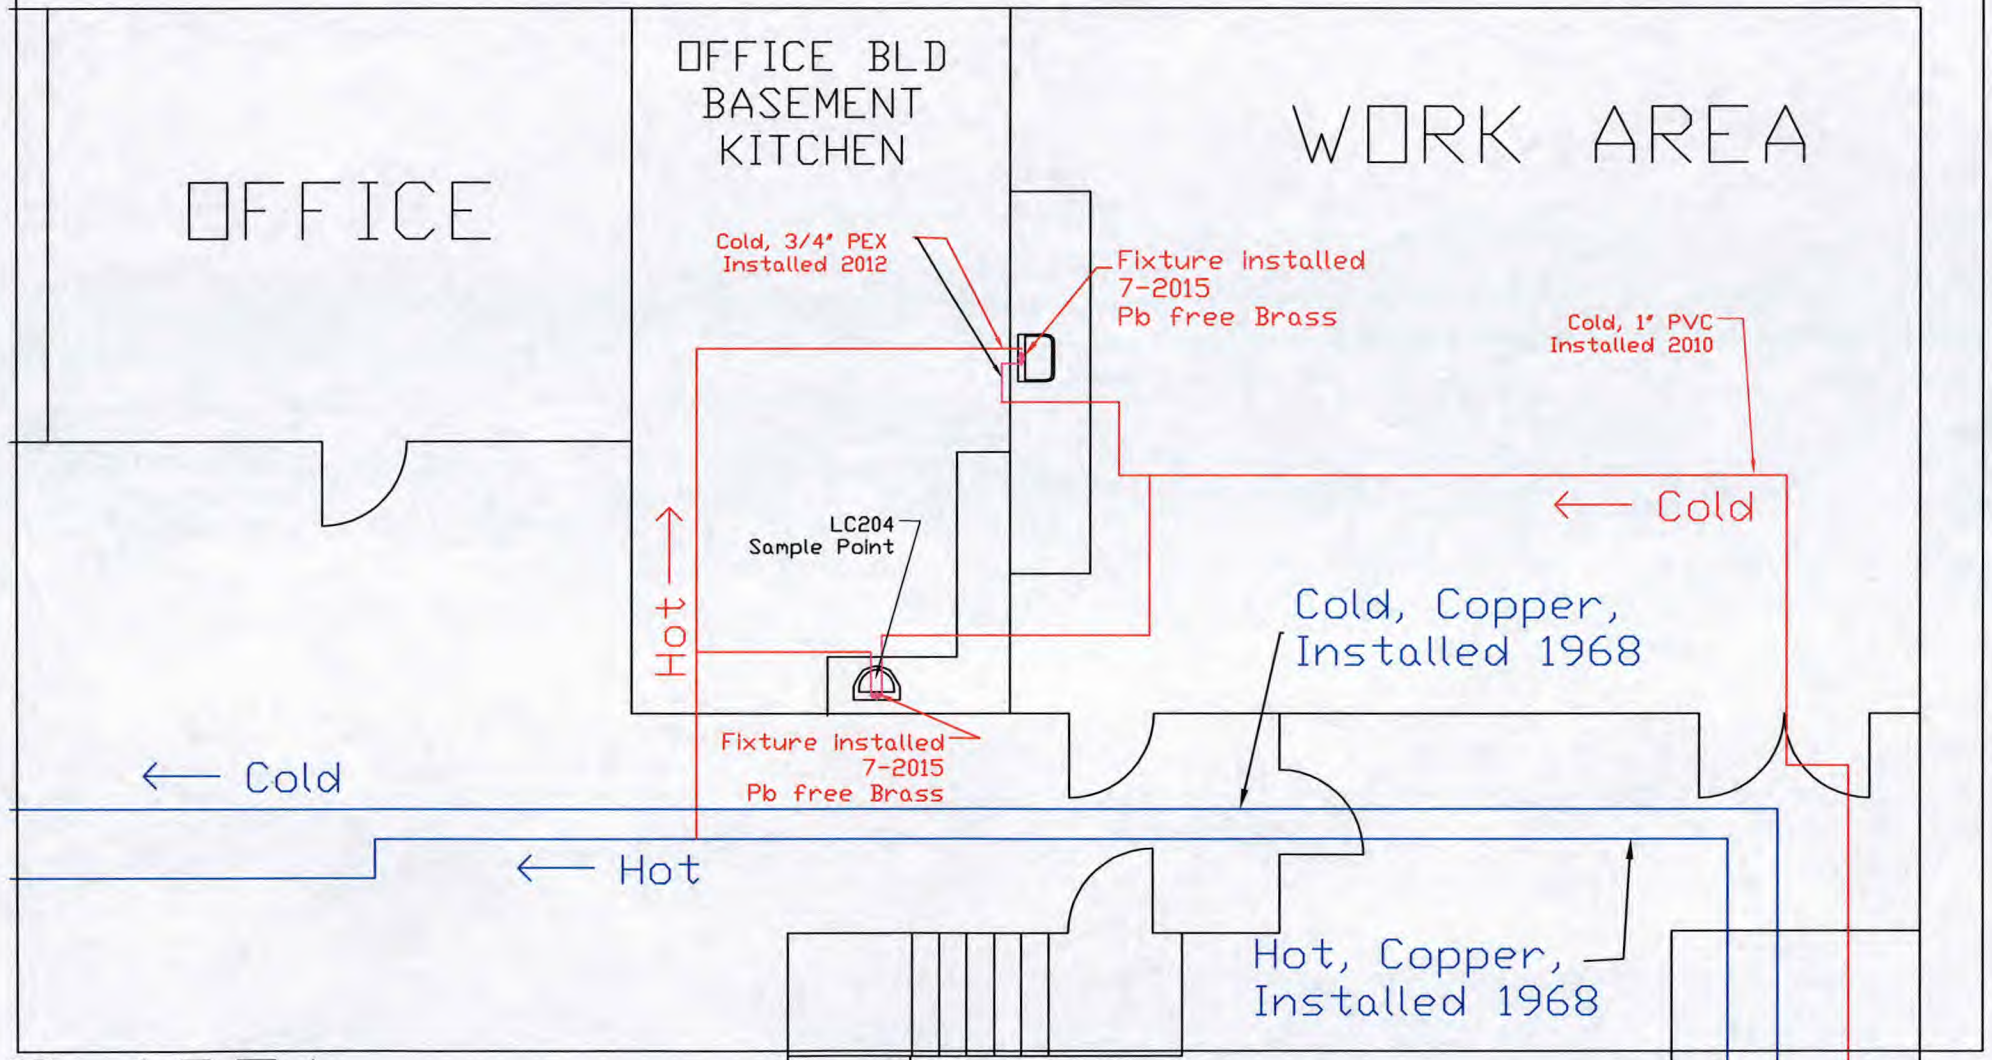 OFFICE BLD
BASEMENT
KITCHEN
WORK AREA
OFFICE
Cold, 3/4" PEX
Installed 2012
Fixture installed
7-2015
Pb free Brass
Cold, 1" PVC
Installed 2010
Cold
LC204
Sample Point
Hot
Cold, Copper,
Installed 1968
Fixture installed
7-2015
Pb free Brass
Cold
Hot
Hot, Copper,
Installed 1968